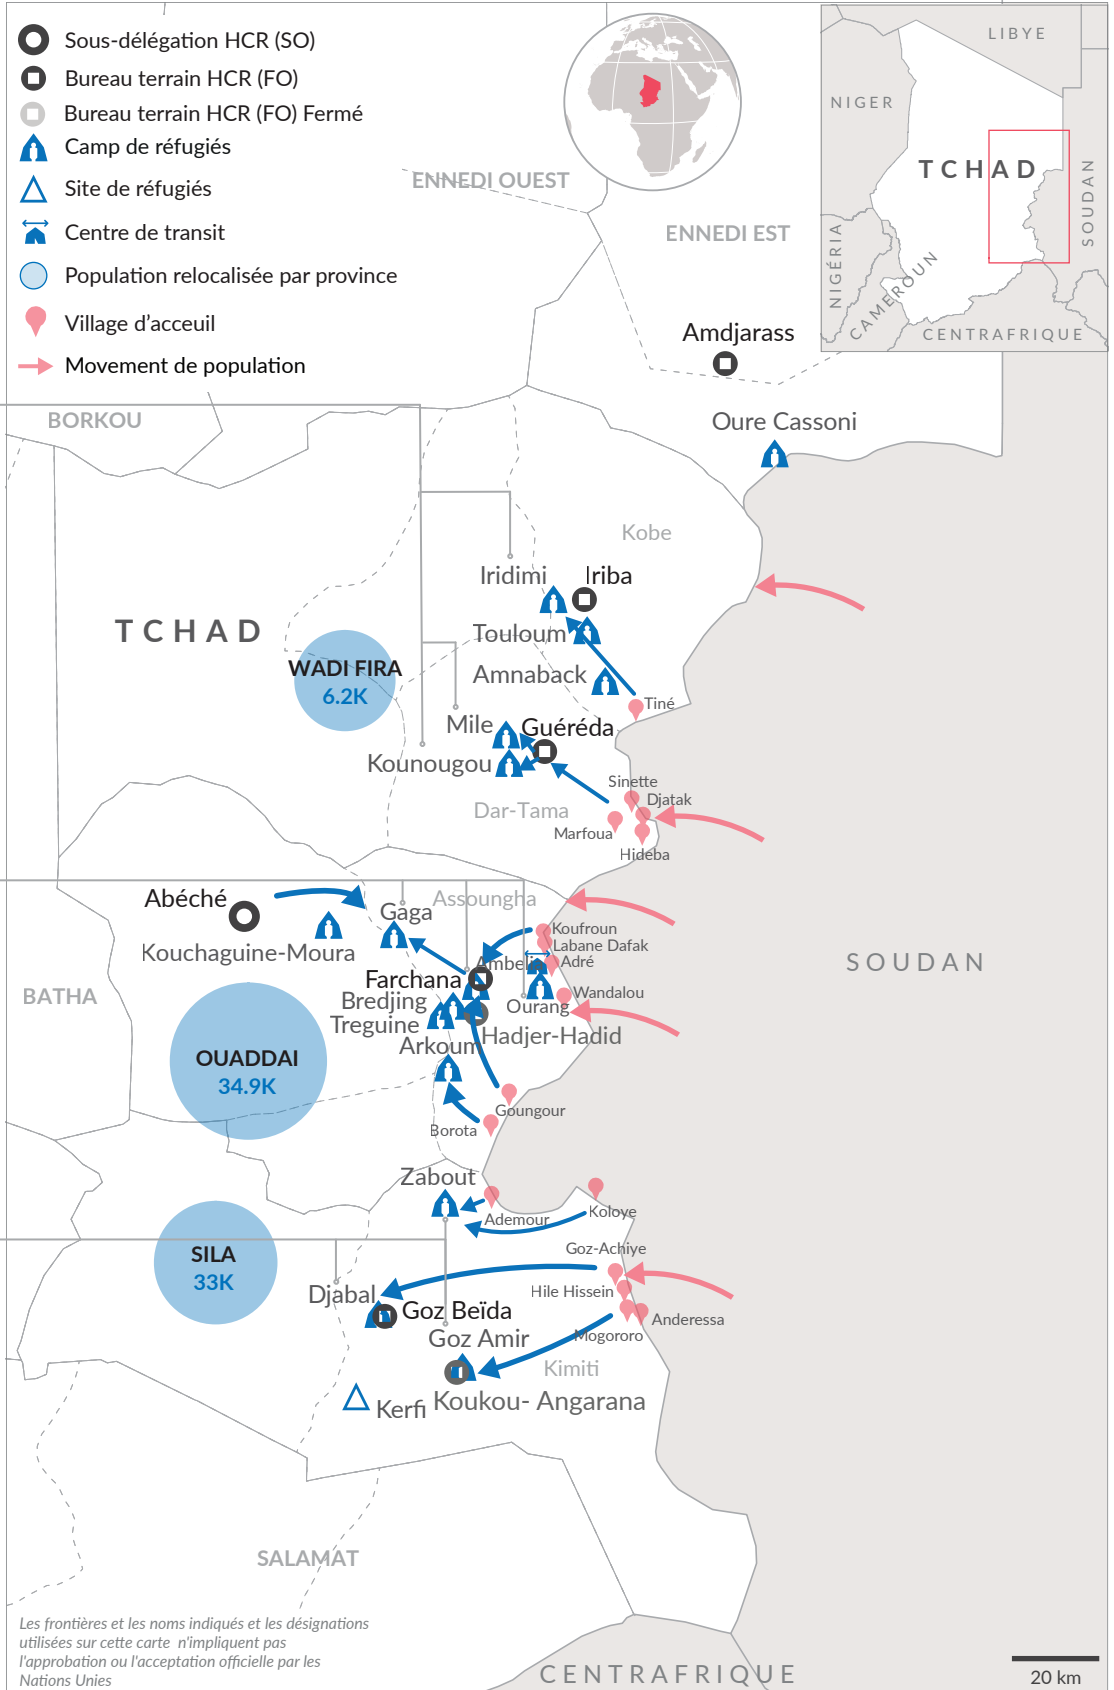 Sous-délégation HCR (SO)
Bureau terrain HCR (FO)
Bureau terrain HCR (FO) Fermé
Camp de réfugiés
Site de réfugiés
Centre de transit
Population relocalisée par province
Village d'acceuil
Movement de population
LIBYE
NIGER
TCHAD
SOUDAN
NIGÉRIA
CAMEROUN
CENTRAFRIQUE
ENNEDI OUEST
ENNEDI EST
Amdjarass
BORKOU
Oure Cassoni
Kobe
Iridimi
Iriba
TCHAD
Touloum
WADI FIRA
6.2K
Amnaback
Tiné
Mile
Guéréda
Kounougou
Sinette
Djatak
Dar-Tama
Marfoua
Hideba
Abéché
Assoungha
Gaga
Koufroun
Kouchaguine-Moura
Labane Dafak
Ambelia
Adré
SOUDAN
Farchana
BATHA
Bredjing
Wandalou
Ourang
Treguine
Hadjer-Hadid
Arkoum
OUADDAI
34.9K
Goungour
Borota
Zabout
Ademour
Koloye
SILA
33K
Goz-Achiye
Djabal
Hile Hissein
Goz Beïda
Anderessa
Mogororo
Goz Amir
Kimiti
Kerfi
Koukou- Angarana
SALAMAT
Les frontières et les noms indiqués et les désignations
utilisées sur cette carte n'impliquent pas
l'approbation ou l'acceptation officielle par les
Nations Unies
CENTRAFRIQUE
20 km